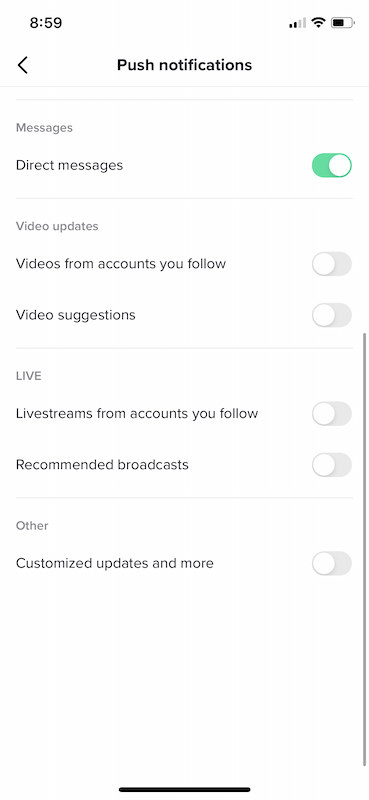 8:59
Push notifications
Messages
Direct messages
Video updates
Videos from accounts you follow
Video suggestions
LIVE
Livestreams from accounts you follow
Recommended broadcasts
Other
Customized updates and more